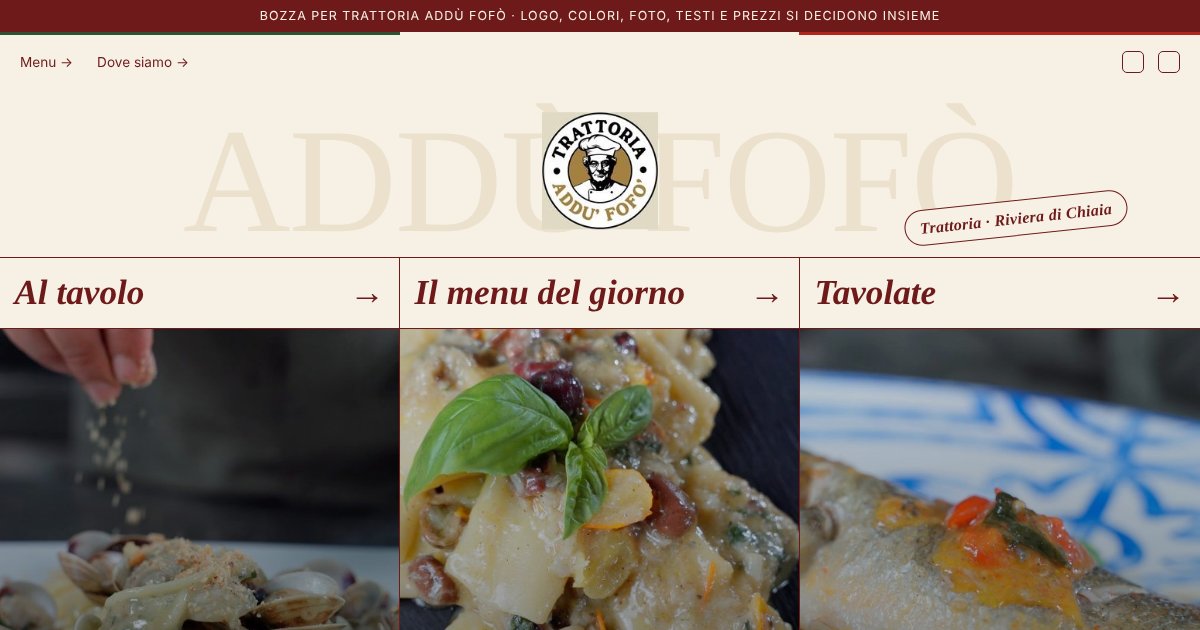 BOZZA PER TRATTORIA ADDÙ FOFÒ · LOGO, COLORI, FOTO, TESTI E PREZZI SI DECIDONO INSIEME
Menu →
Dove siamo →
ADDÙ FOFÒ
TRATTORIA
ADDU' FOFO'
Trattoria · Riviera di Chiaia
Al tavolo →
Il menu del giorno →
Tavolate →